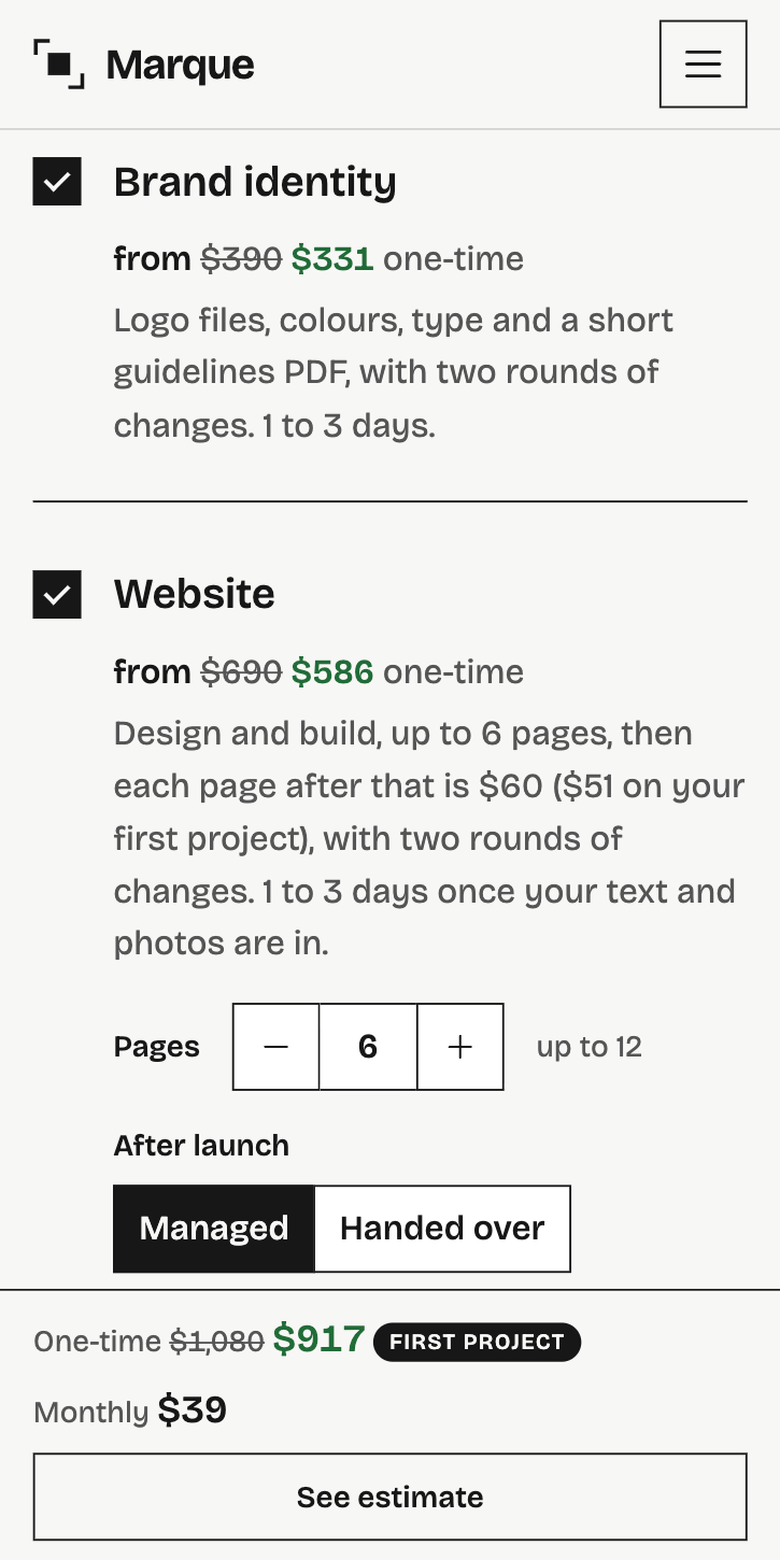 Marque
Brand identity
from $390 $331 one-time
Logo files, colours, type and a short
guidelines PDF, with two rounds of
changes. 1 to 3 days.
Website
from $690 $586 one-time
Design and build, up to 6 pages, then
each page after that is $60 ($51 on your
first project), with two rounds of
changes. 1 to 3 days once your text and
photos are in.
Pages − 6 + up to 12
After launch
Managed Handed over
One-time $1,080 $917 FIRST PROJECT
Monthly $39
See estimate